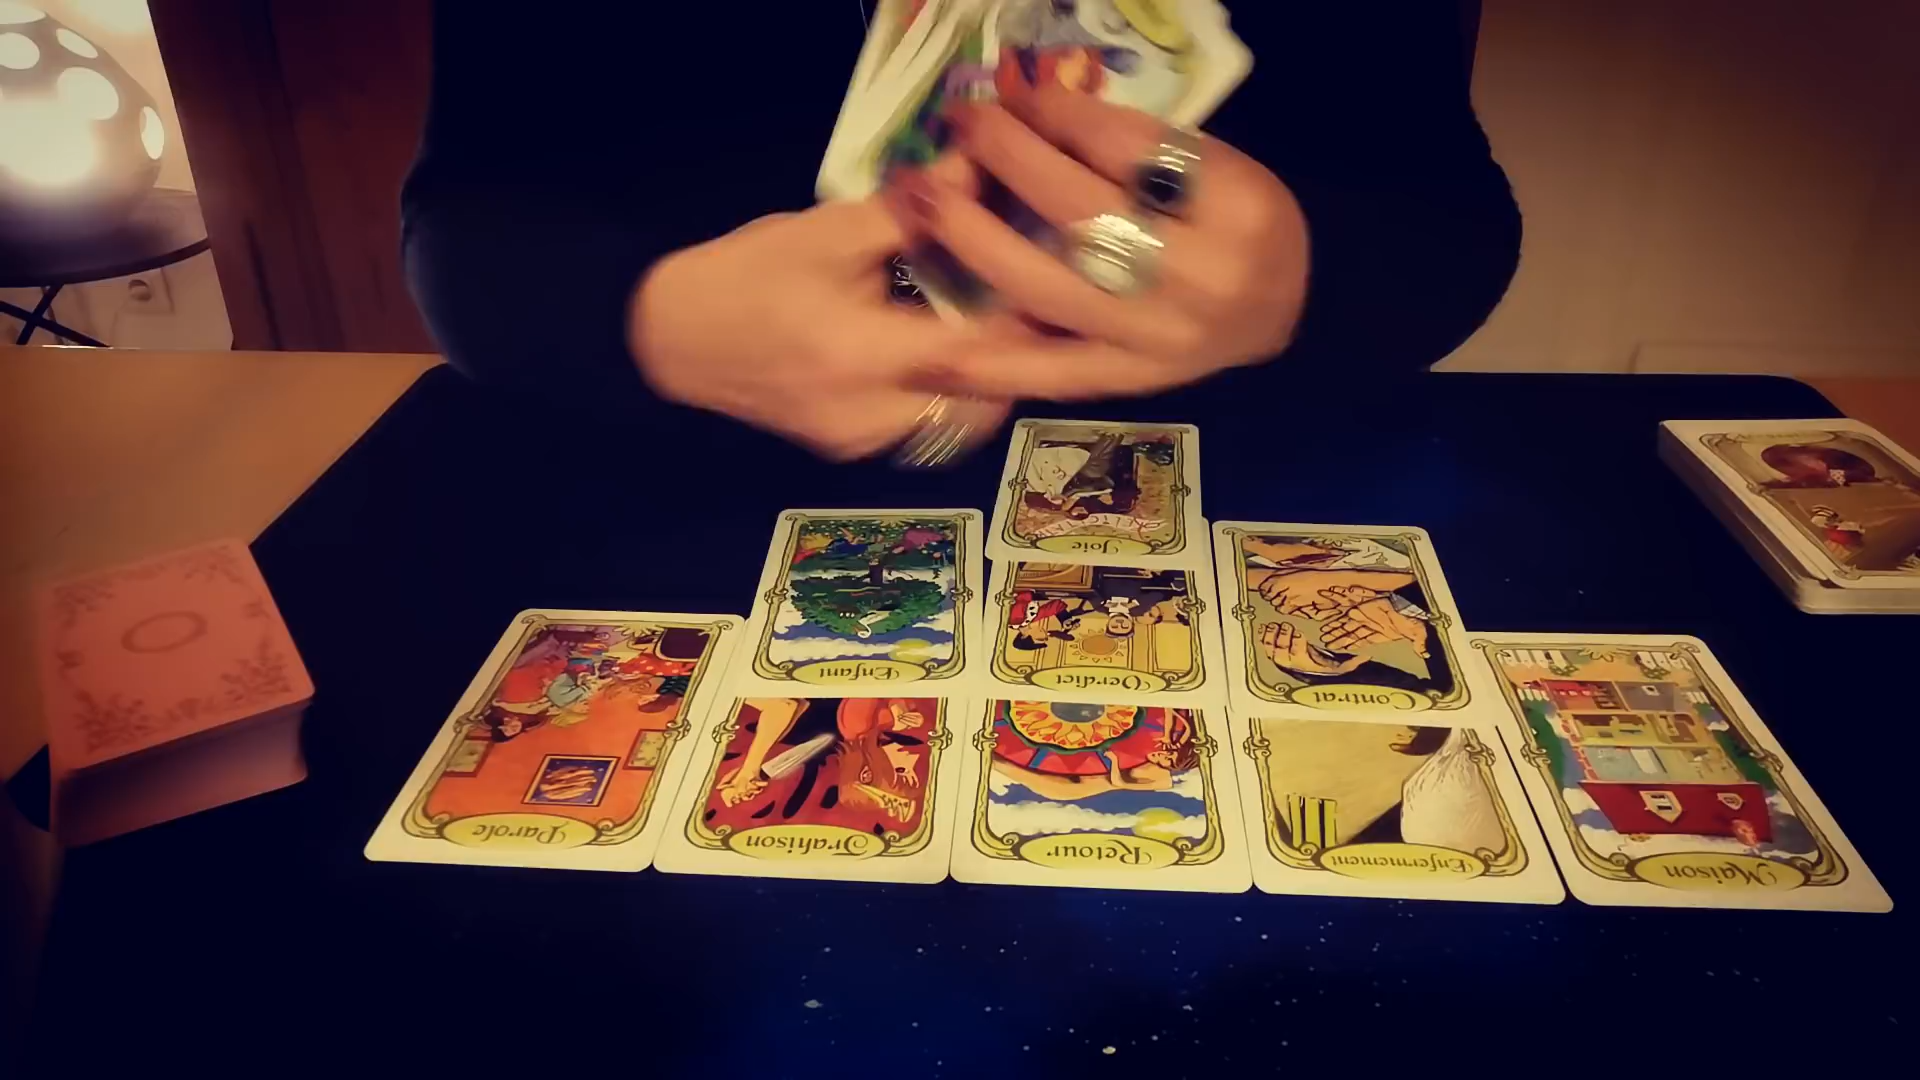 Joie
Enfant
Verdict
Contrat
Parole
Trahison
Retour
Enfermement
Maison